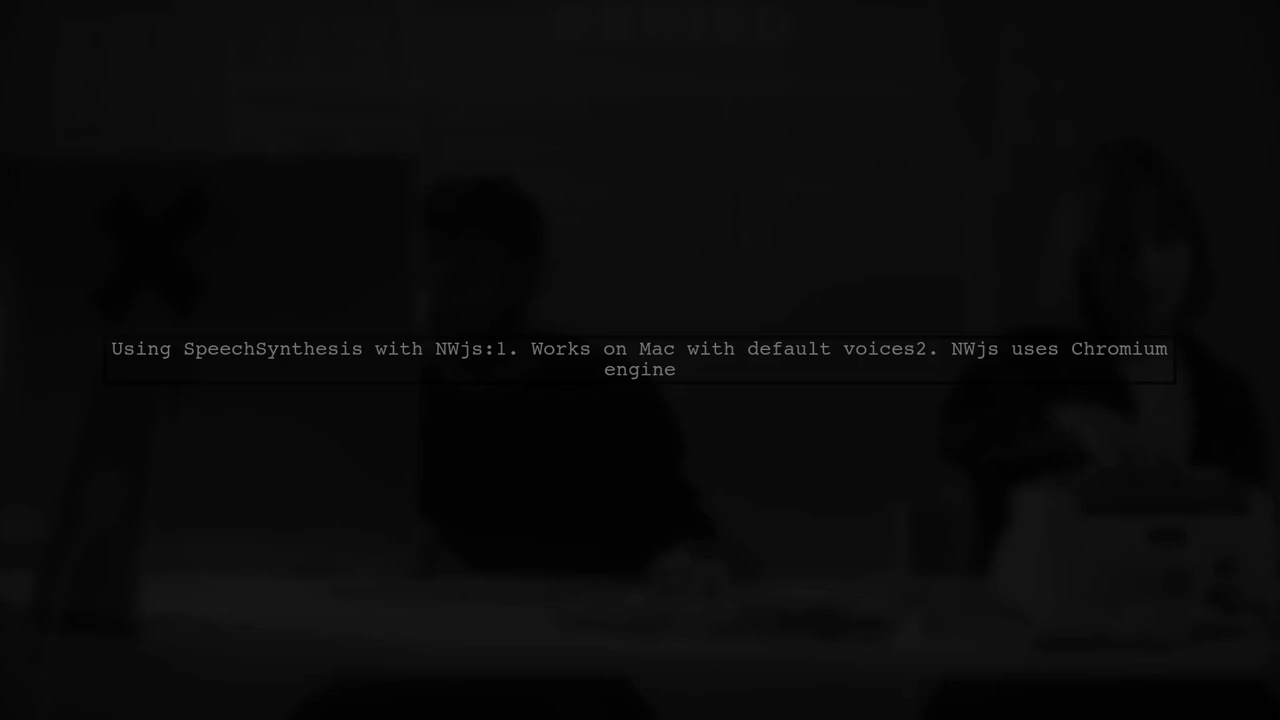 Using SpeechSynthesis with NWjs:1. Works on Mac with default voices2. NWjs uses Chromium
engine